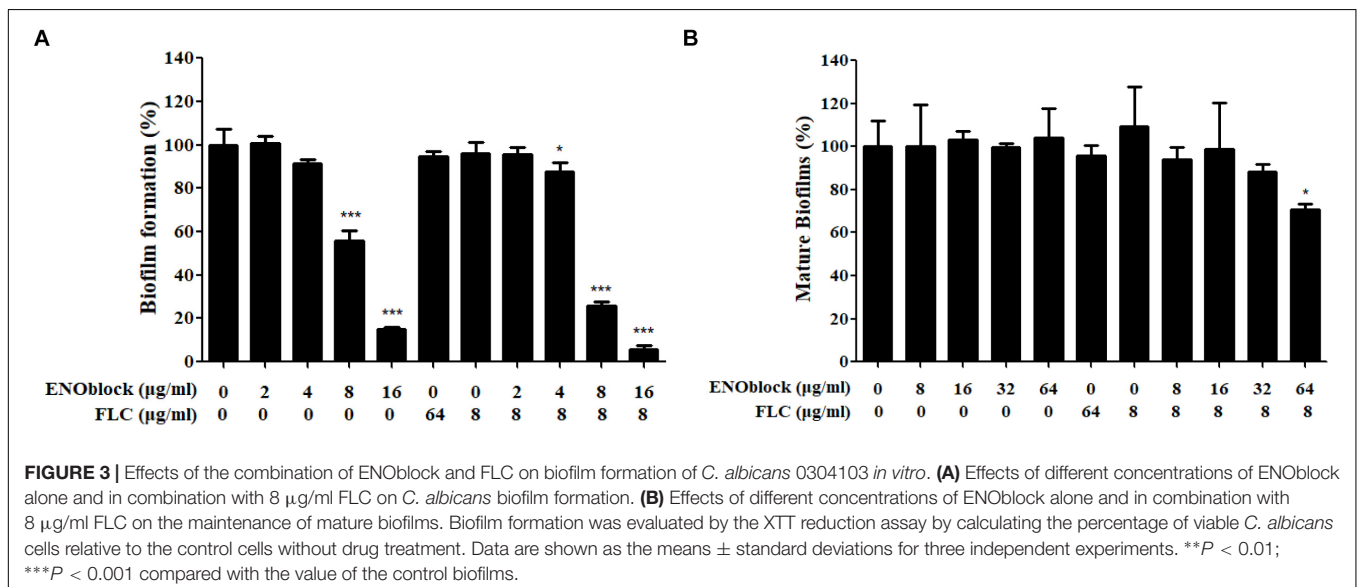 A
B
140
120
100
80
60
40
20
0
Biofilm formation (%)
***
***
*
***
***
ENOblock (μg/ml) 0 2 4 8 16 0 0 2 4 8 16
FLC (μg/ml) 0 0 0 0 0 64 8 8 8 8 8
140
120
100
80
60
40
20
0
Mature Biofilms (%)
*
ENOblock (μg/ml) 0 8 16 32 64 0 0 8 16 32 64
FLC (μg/ml) 0 0 0 0 0 64 8 8 8 8 8
FIGURE 3 | Effects of the combination of ENOblock and FLC on biofilm formation of C. albicans 0304103 in vitro. (A) Effects of different concentrations of ENOblock
alone and in combination with 8 μg/ml FLC on C. albicans biofilm formation. (B) Effects of different concentrations of ENOblock alone and in combination with
8 μg/ml FLC on the maintenance of mature biofilms. Biofilm formation was evaluated by the XTT reduction assay by calculating the percentage of viable C. albicans
cells relative to the control cells without drug treatment. Data are shown as the means ± standard deviations for three independent experiments. **P < 0.01;
***P < 0.001 compared with the value of the control biofilms.